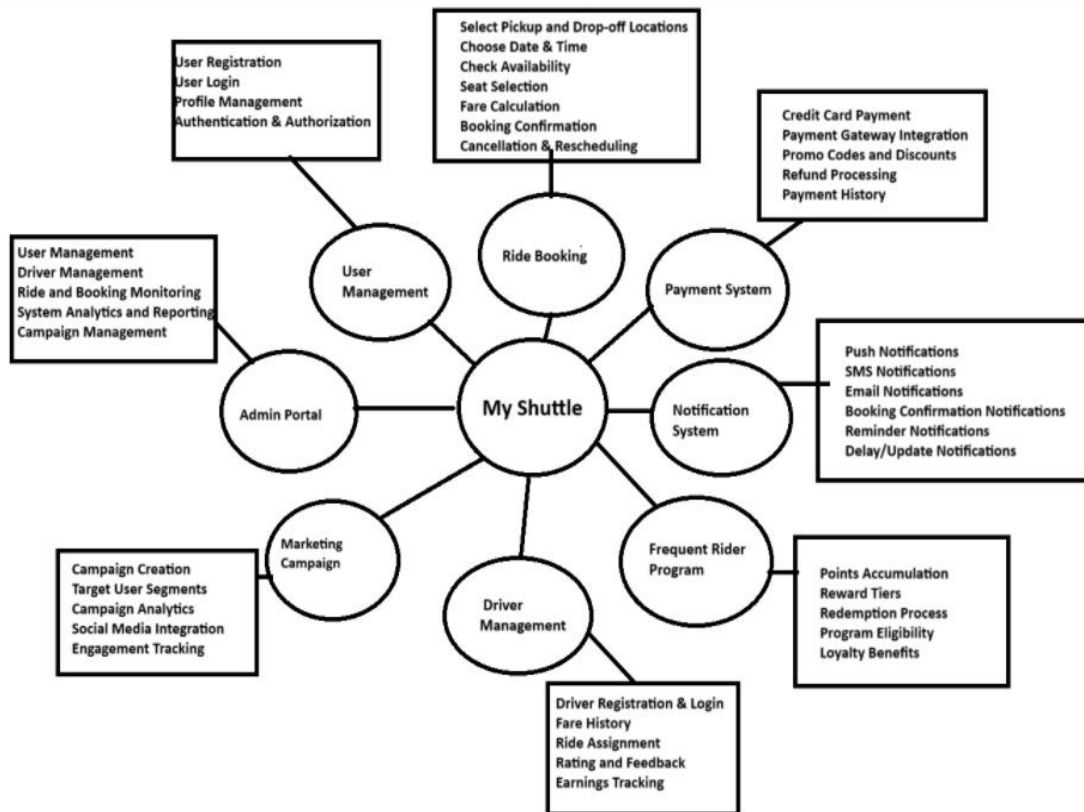 Select Pickup and Drop-off Locations
Choose Date & Time
Check Availability
Seat Selection
Fare Calculation
Booking Confirmation
Cancellation & Rescheduling
User Registration
User Login
Profile Management
Authentication & Authorization
Credit Card Payment
Payment Gateway Integration
Promo Codes and Discounts
Refund Processing
Payment History
User Management
Driver Management
Ride and Booking Monitoring
System Analytics and Reporting
Campaign Management
User
Management
Ride Booking
Payment System
Push Notifications
SMS Notifications
Email Notifications
Booking Confirmation Notifications
Reminder Notifications
Delay/Update Notifications
Admin Portal
My Shuttle
Notification
System
Marketing
Campaign
Frequent Rider
Program
Campaign Creation
Target User Segments
Campaign Analytics
Social Media Integration
Engagement Tracking
Driver
Management
Points Accumulation
Reward Tiers
Redemption Process
Program Eligibility
Loyalty Benefits
Driver Registration & Login
Fare History
Ride Assignment
Rating and Feedback
Earnings Tracking